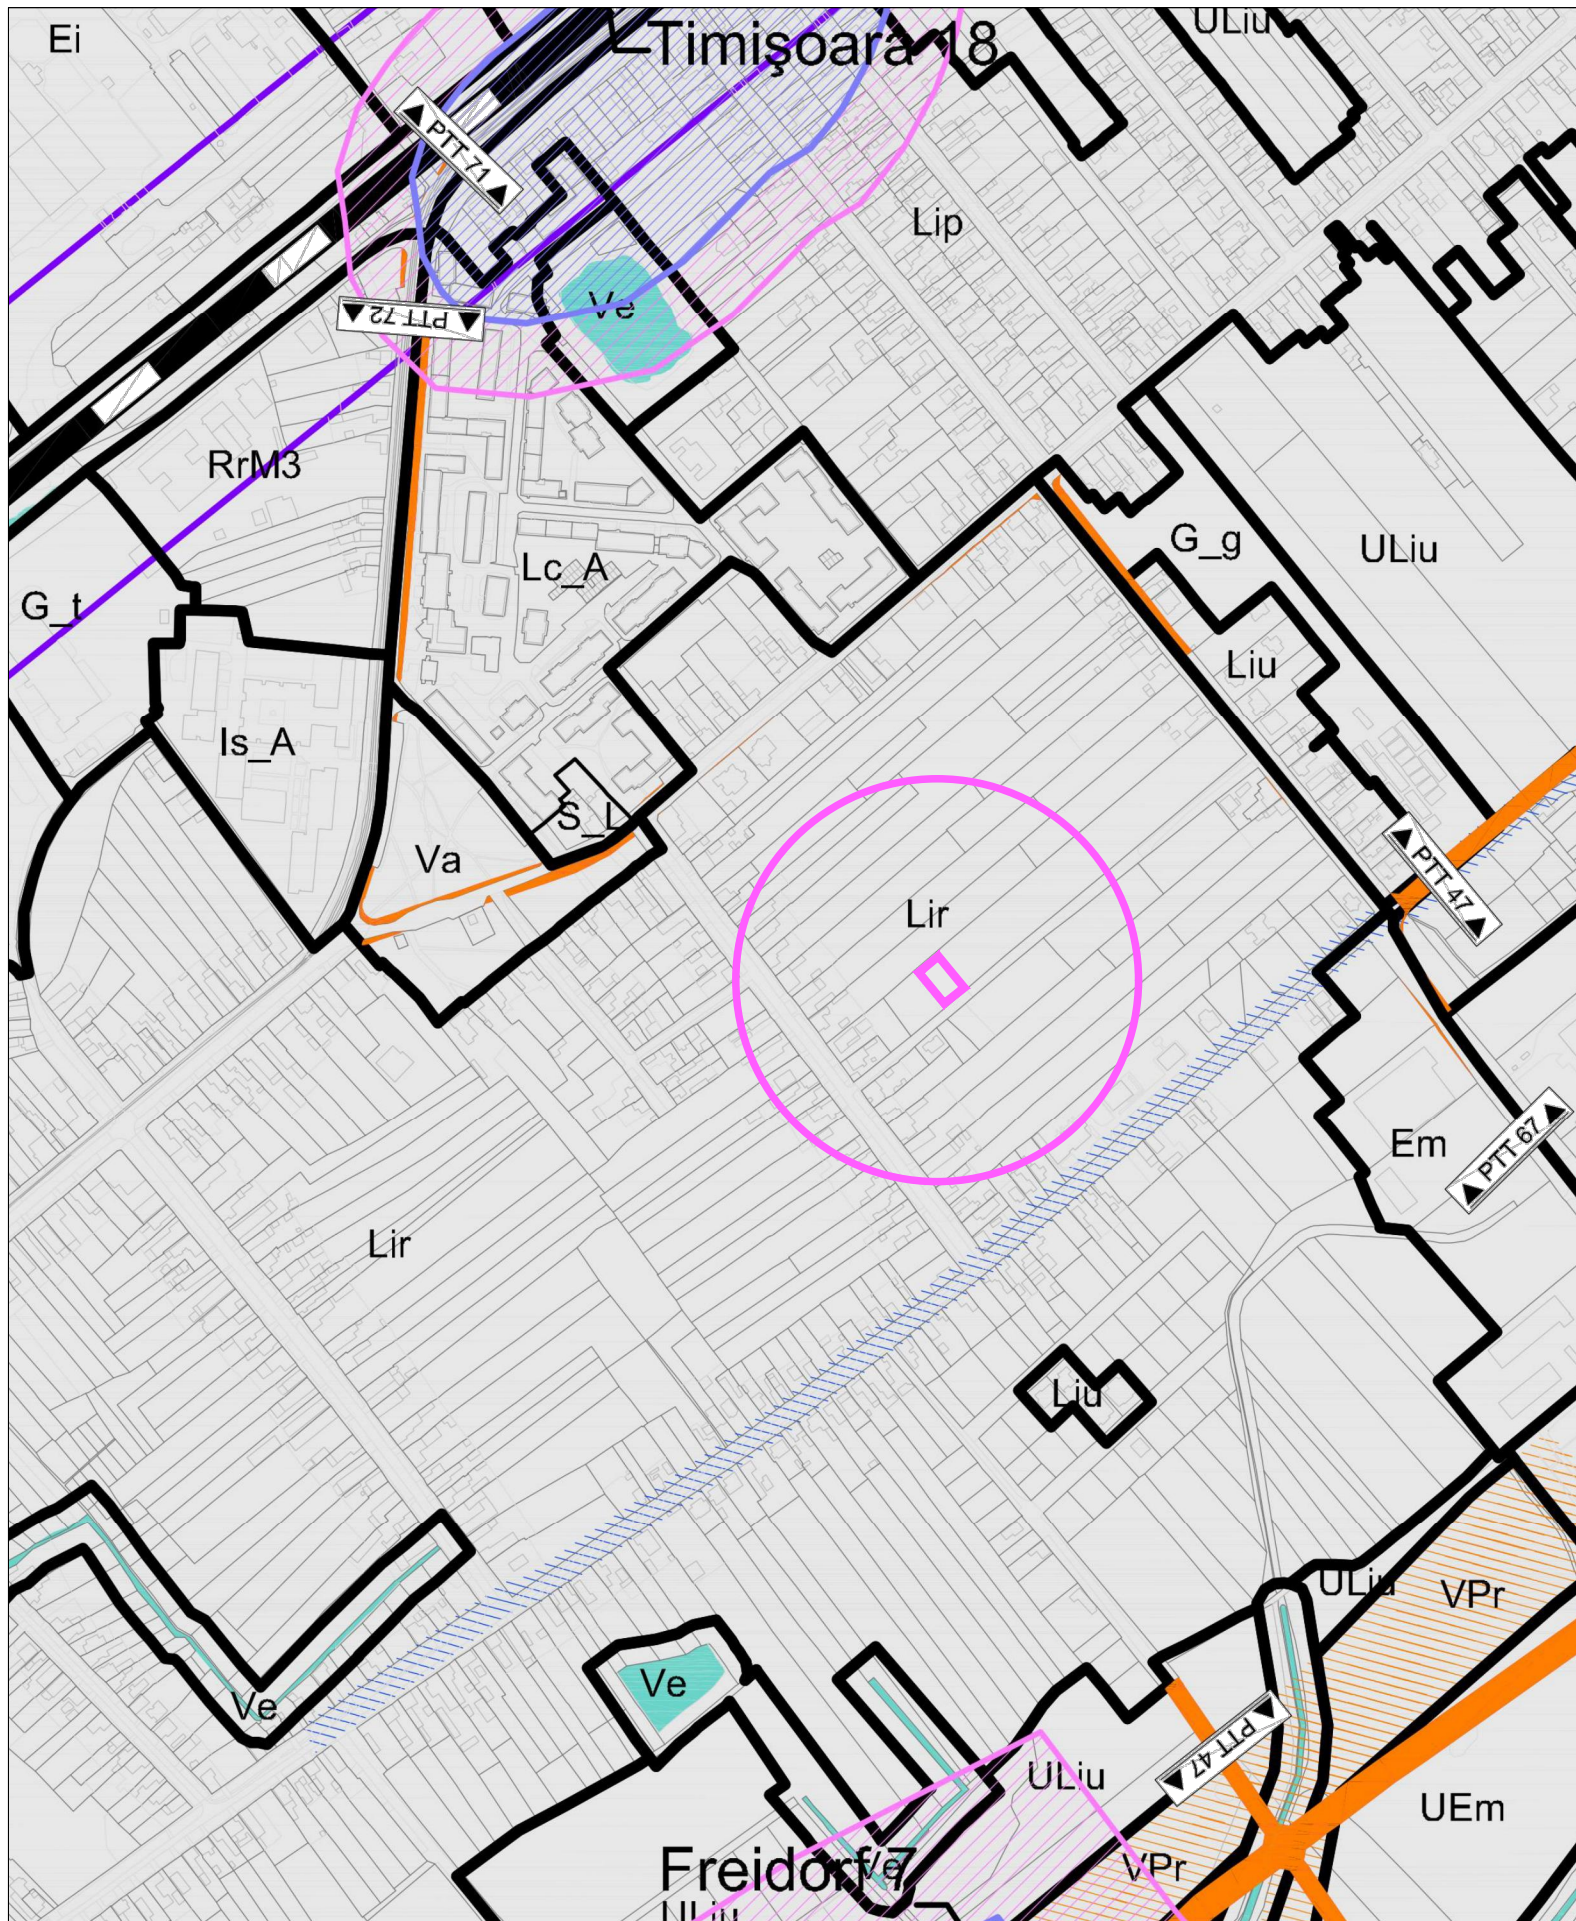 Ei
Timişoara 18
ULiu
PTT 71
Lip
PTT 72
Ve
RrM3
G_g
ULiu
Lc_A
G_t
Liu
Is_A
S_L
Va
PTT 47
Lir
Em
PTT 67
Lir
Liu
ULiu
VPr
Ve
Ve
PTT 47
ULiu
UEm
Freidorf 7
Ve
VPr
ULiu